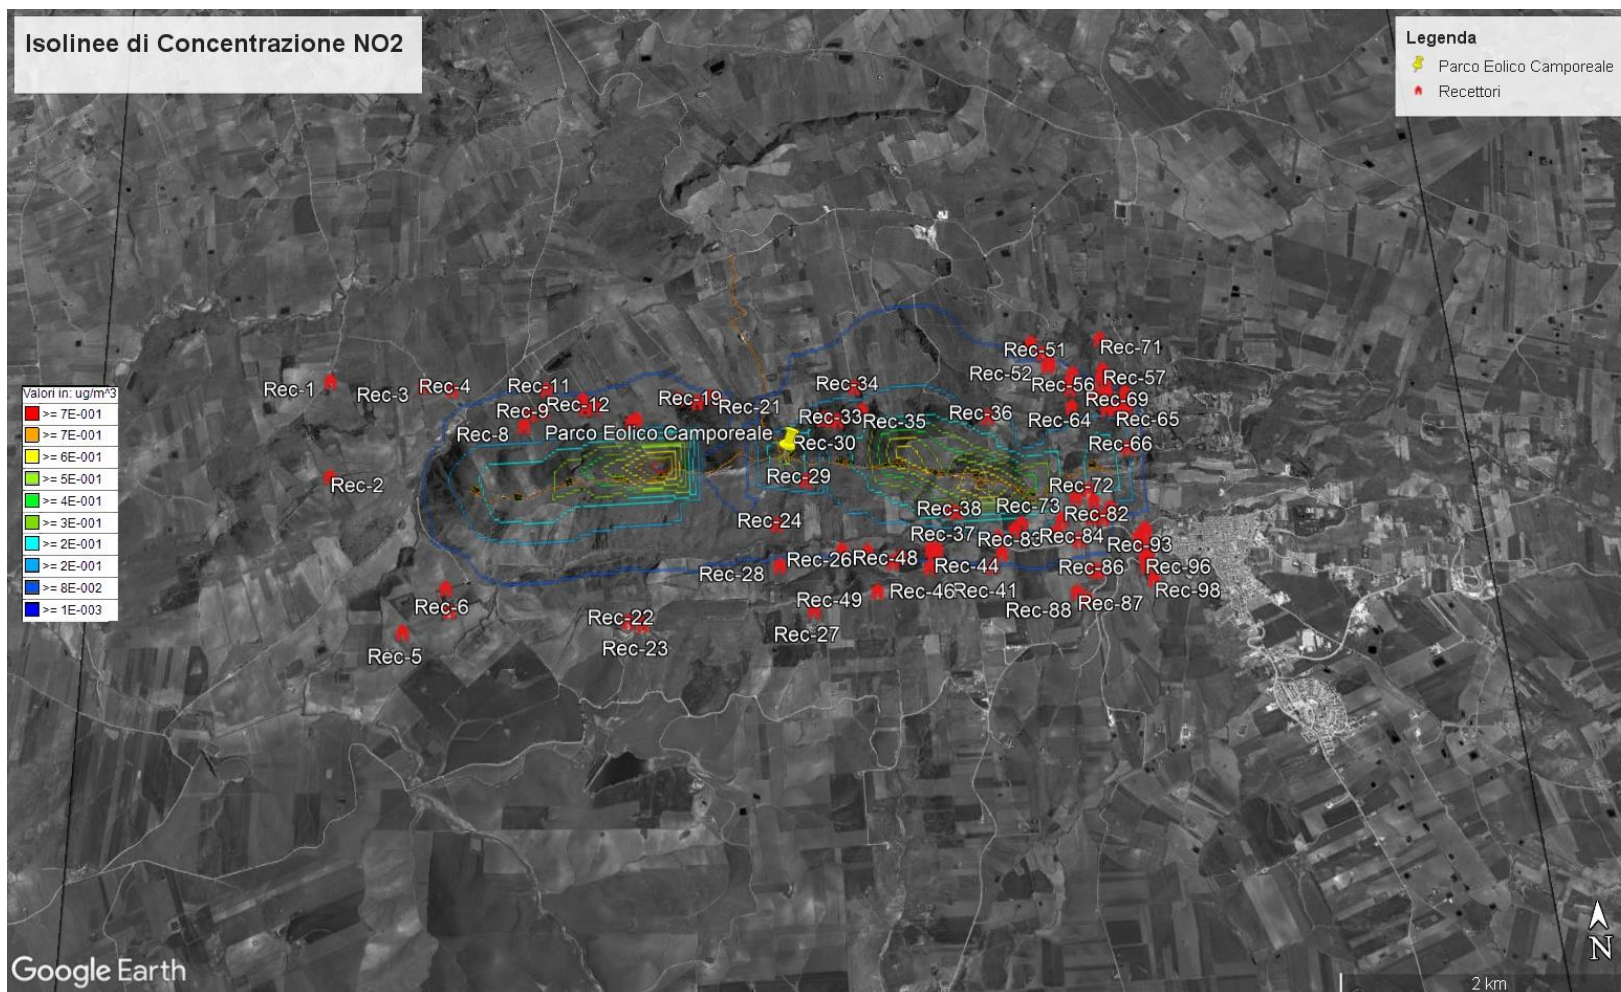 Isolinee di Concentrazione NO2
Legenda
Parco Eolico Camporeale
Recettori
Rec-51
Rec-71
Rec-52
Rec-56
Rec-57
Rec-1
Rec-3
Rec-4
Rec-11
Rec-34
Rec-9
Rec-12
Rec-19
Rec-21
Rec-69
Rec-33
Rec-35
Rec-36
Rec-64
Rec-65
Rec-8
Parco Eolico Camporeale
Rec-30
Rec-66
Rec-2
Rec-29
Rec-72
Rec-38
Rec-73
Rec-82
Rec-24
Rec-37
Rec-83
Rec-84
Rec-93
Rec-28
Rec-26
Rec-48
Rec-44
Rec-86
Rec-96
Rec-6
Rec-49
Rec-46
Rec-41
Rec-88
Rec-87
Rec-98
Rec-22
Rec-27
Rec-5
Rec-23
Valori in: ug/m^3
>= 7E-001
>= 7E-001
>= 6E-001
>= 5E-001
>= 4E-001
>= 3E-001
>= 2E-001
>= 2E-001
>= 8E-002
>= 1E-003
N
Google Earth
2 km